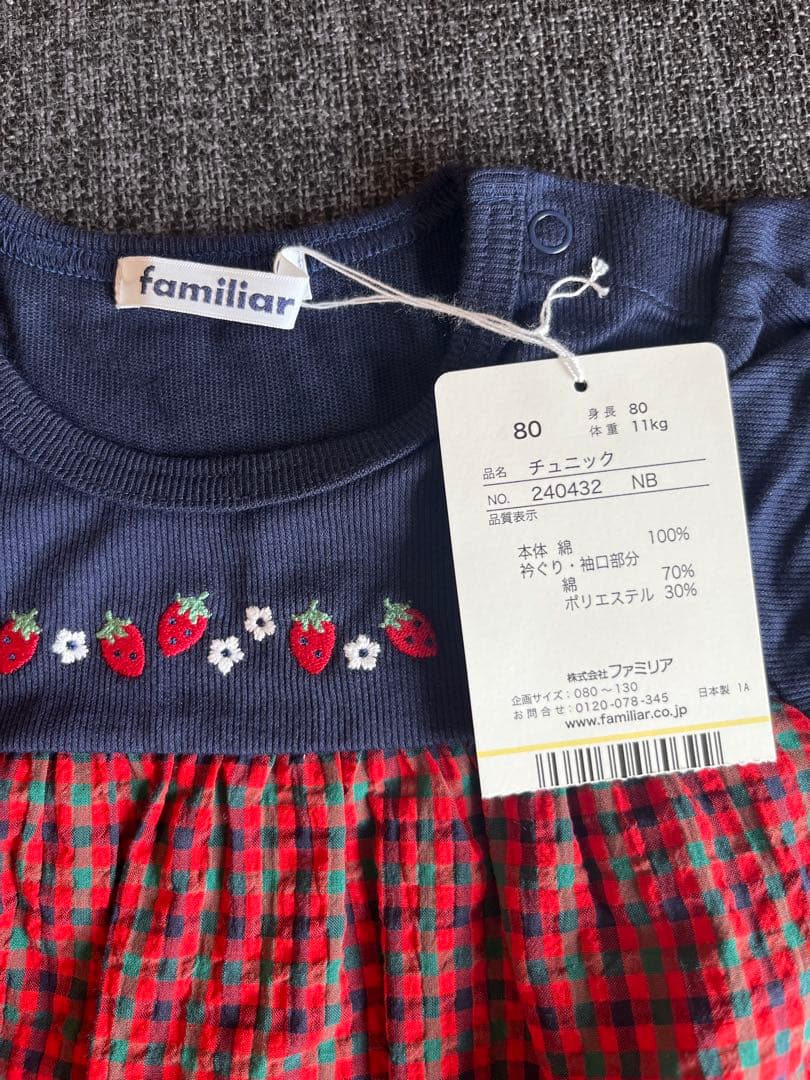 familiar
80
身長 80
体重 11kg
品名 チュニック
NO. 240432 NB
品質表示
本体 綿 100%
衿ぐり・袖口部分
綿 70%
ポリエステル 30%
株式会社ファミリア
企画サイズ：080〜130
お問合せ：0120-078-345 日本製 1A
www.familiar.co.jp